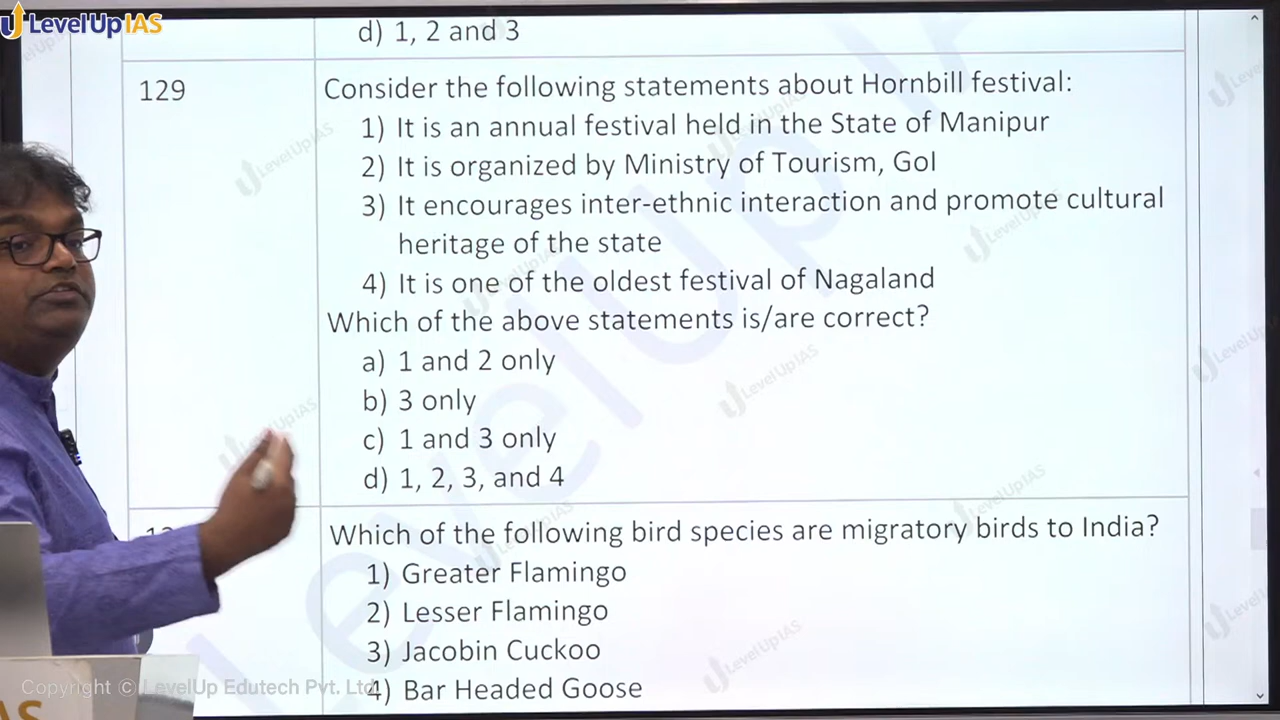 LevelUp IAS
d) 1, 2 and 3
129
Consider the following statements about Hornbill festival:
1) It is an annual festival held in the State of Manipur
2) It is organized by Ministry of Tourism, GoI
3) It encourages inter-ethnic interaction and promote cultural
heritage of the state
4) It is one of the oldest festival of Nagaland
Which of the above statements is/are correct?
a) 1 and 2 only
b) 3 only
c) 1 and 3 only
d) 1, 2, 3, and 4
Which of the following bird species are migratory birds to India?
1) Greater Flamingo
2) Lesser Flamingo
3) Jacobin Cuckoo
4) Bar Headed Goose
Copyright © LevelUp Edutech Pvt. Ltd.